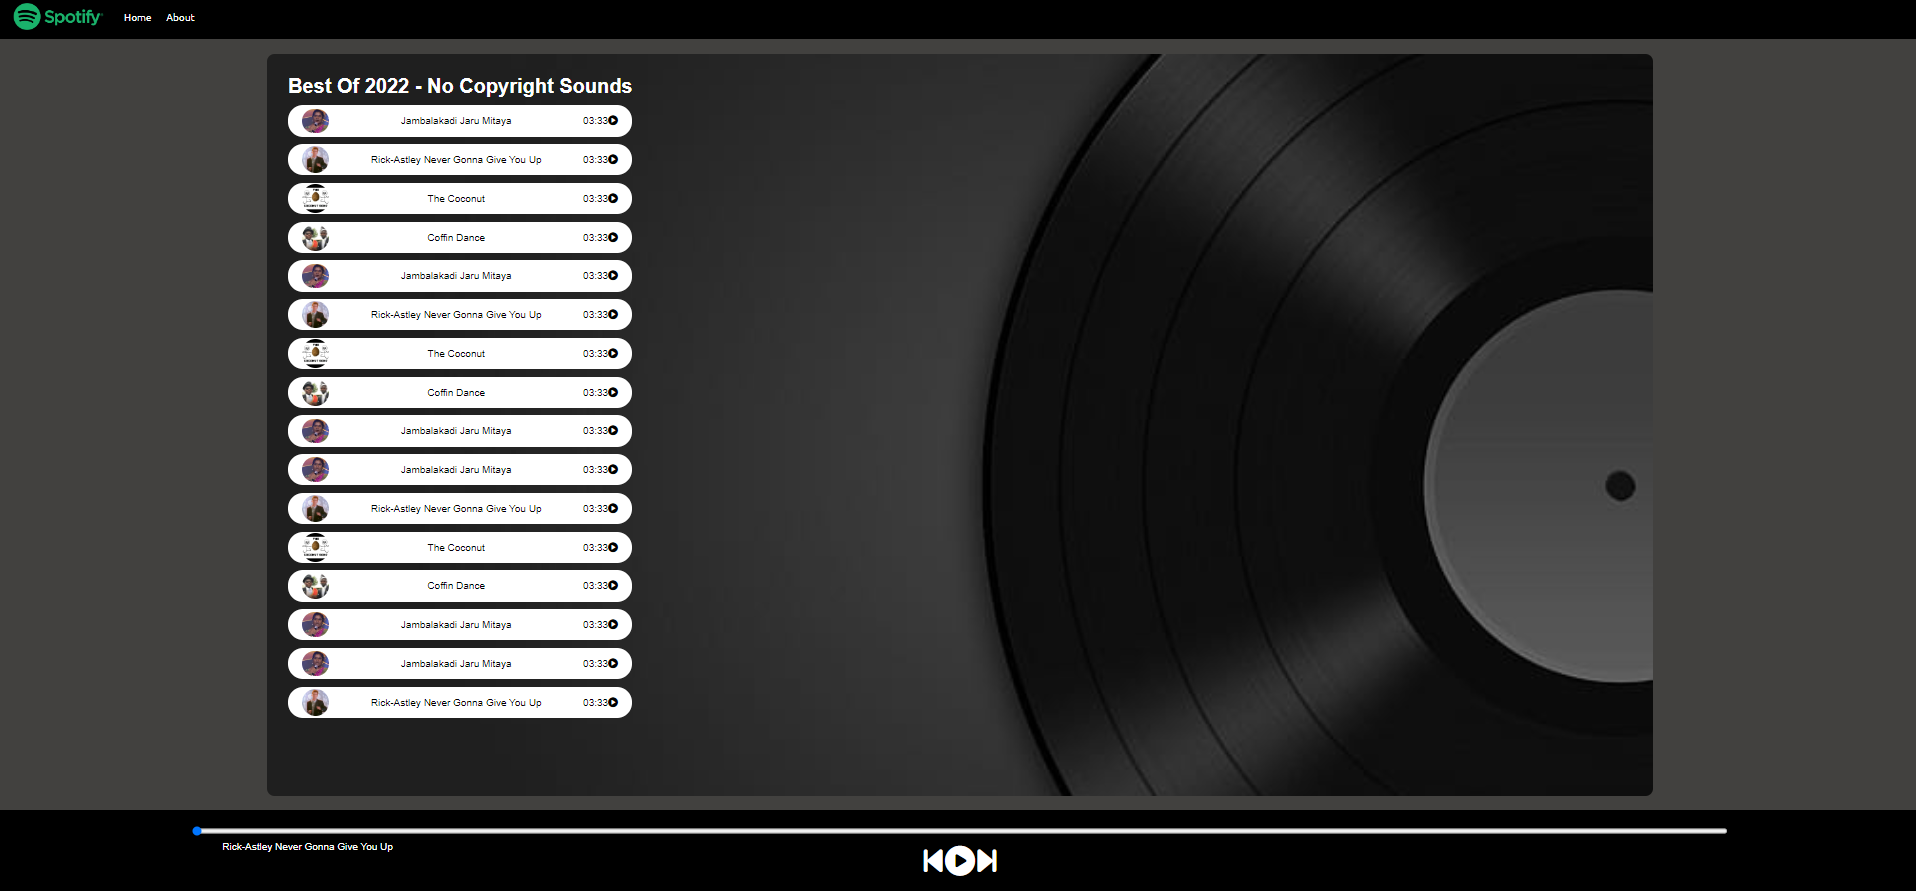 Spotify
Home
About
Best Of 2022 - No Copyright Sounds
Jambalakadi Jaru Mitaya 03:33
Rick-Astley Never Gonna Give You Up 03:33
The Coconut 03:33
Coffin Dance 03:33
Jambalakadi Jaru Mitaya 03:33
Rick-Astley Never Gonna Give You Up 03:33
The Coconut 03:33
Coffin Dance 03:33
Jambalakadi Jaru Mitaya 03:33
Jambalakadi Jaru Mitaya 03:33
Rick-Astley Never Gonna Give You Up 03:33
The Coconut 03:33
Coffin Dance 03:33
Jambalakadi Jaru Mitaya 03:33
Jambalakadi Jaru Mitaya 03:33
Rick-Astley Never Gonna Give You Up 03:33
Rick-Astley Never Gonna Give You Up